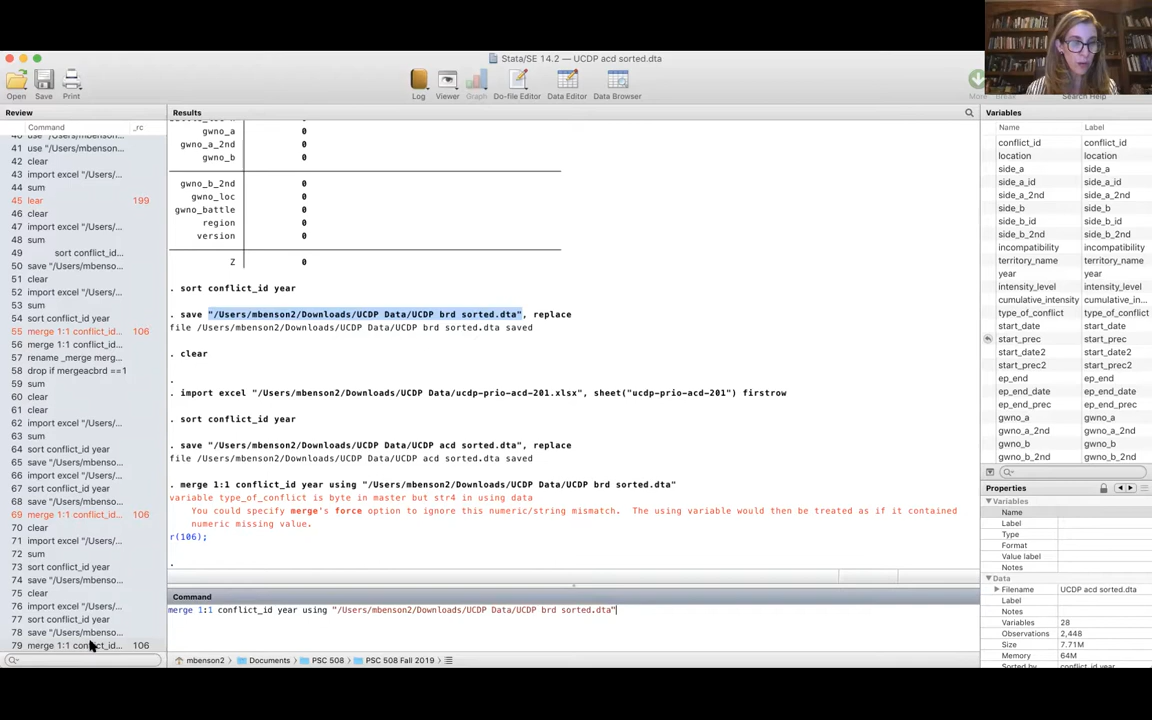 Stata/SE 14.2 — UCDP acd sorted.dta
Open Save Print Log Viewer Graph Do-file Editor Data Editor Data Browser More Break Search Help
Review
Command _rc
41 use "/Users/mbenson...
42 clear
43 import excel "/Users/...
44 sum
45 lear 199
46 clear
47 import excel "/Users/...
48 sum
49 sort conflict_id...
50 save "/Users/mbenson...
51 clear
52 import excel "/Users/...
53 sum
54 sort conflict_id year
55 merge 1:1 conflict_id... 106
56 merge 1:1 conflict_id...
57 rename _merge merg...
58 drop if mergeacbrd ==1
59 sum
60 clear
61 clear
62 import excel "/Users/...
63 sum
64 sort conflict_id year
65 save "/Users/mbenso...
66 import excel "/Users/...
67 sort conflict_id year
68 save "/Users/mbenso...
69 merge 1:1 conflict_id... 106
70 clear
71 import excel "/Users/...
72 sum
73 sort conflict_id year
74 save "/Users/mbenso...
75 clear
76 import excel "/Users/...
77 sort conflict_id year
78 save "/Users/mbenso...
79 merge 1:1 conflict_id... 106
Results
gwno_a 0
gwno_a_2nd 0
gwno_b 0
gwno_b_2nd 0
gwno_loc 0
gwno_battle 0
region 0
version 0
Z 0
. sort conflict_id year
. save "/Users/mbenson2/Downloads/UCDP Data/UCDP brd sorted.dta", replace
file /Users/mbenson2/Downloads/UCDP Data/UCDP brd sorted.dta saved
. clear
.
. import excel "/Users/mbenson2/Downloads/UCDP Data/ucdp-prio-acd-201.xlsx", sheet("ucdp-prio-acd-201") firstrow
. sort conflict_id year
. save "/Users/mbenson2/Downloads/UCDP Data/UCDP acd sorted.dta", replace
file /Users/mbenson2/Downloads/UCDP Data/UCDP acd sorted.dta saved
. merge 1:1 conflict_id year using "/Users/mbenson2/Downloads/UCDP Data/UCDP brd sorted.dta"
variable type_of_conflict is byte in master but str4 in using data
You could specify merge's force option to ignore this numeric/string mismatch. The using variable would then be treated as if it contained
numeric missing value.
r(106);
.
Command
merge 1:1 conflict_id year using "/Users/mbenson2/Downloads/UCDP Data/UCDP brd sorted.dta"
mbenson2 Documents PSC 508 PSC 508 Fall 2019
Variables
Name Label
conflict_id conflict_id
location location
side_a side_a
side_a_id side_a_id
side_a_2nd side_a_2nd
side_b side_b
side_b_id side_b_id
side_b_2nd side_b_2nd
incompatibility incompatibility
territory_name territory_name
year year
intensity_level intensity_level
cumulative_inten... cumulative_inten...
type_of_conflict type_of_conflict
start_date start_date
start_prec start_prec
start_date2 start_date2
start_prec2 start_prec2
ep_end ep_end
ep_end_date ep_end_date
ep_end_prec ep_end_prec
gwno_a gwno_a
gwno_a_2nd gwno_a_2nd
gwno_b gwno_b
gwno_b_2nd gwno_b_2nd
Properties
Variables
Name
Label
Type
Format
Value label
Notes
Data
Filename UCDP acd sorted.dta
Label
Notes
Variables 28
Observations 2,448
Size 7.71M
Memory 64M
Sorted by conflict_id year